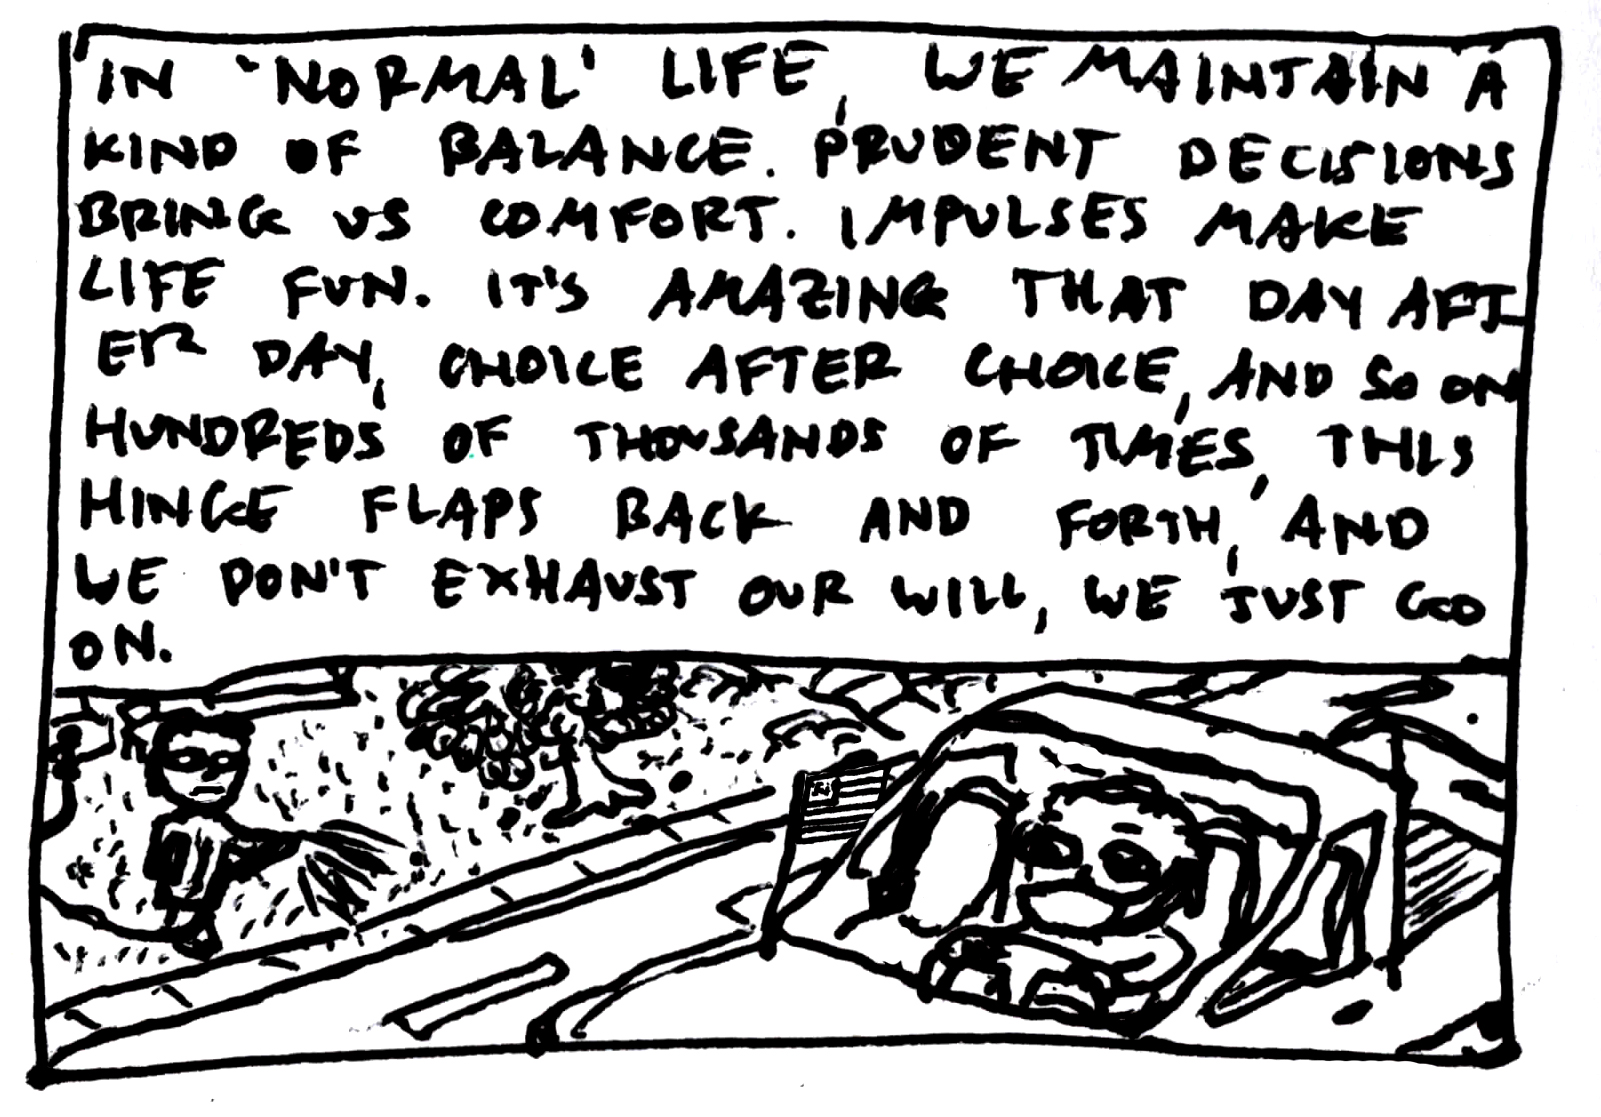 IN 'NORMAL' LIFE, WE MAINTAIN A
KIND OF BALANCE. PRUDENT DECISIONS
BRING US COMFORT. IMPULSES MAKE
LIFE FUN. IT'S AMAZING THAT DAY AFT
ER DAY, CHOICE AFTER CHOICE, AND SO ON
HUNDREDS OF THOUSANDS OF TIMES, THIS
HINGE FLAPS BACK AND FORTH, AND
WE DON'T EXHAUST OUR WILL, WE JUST GO
ON.